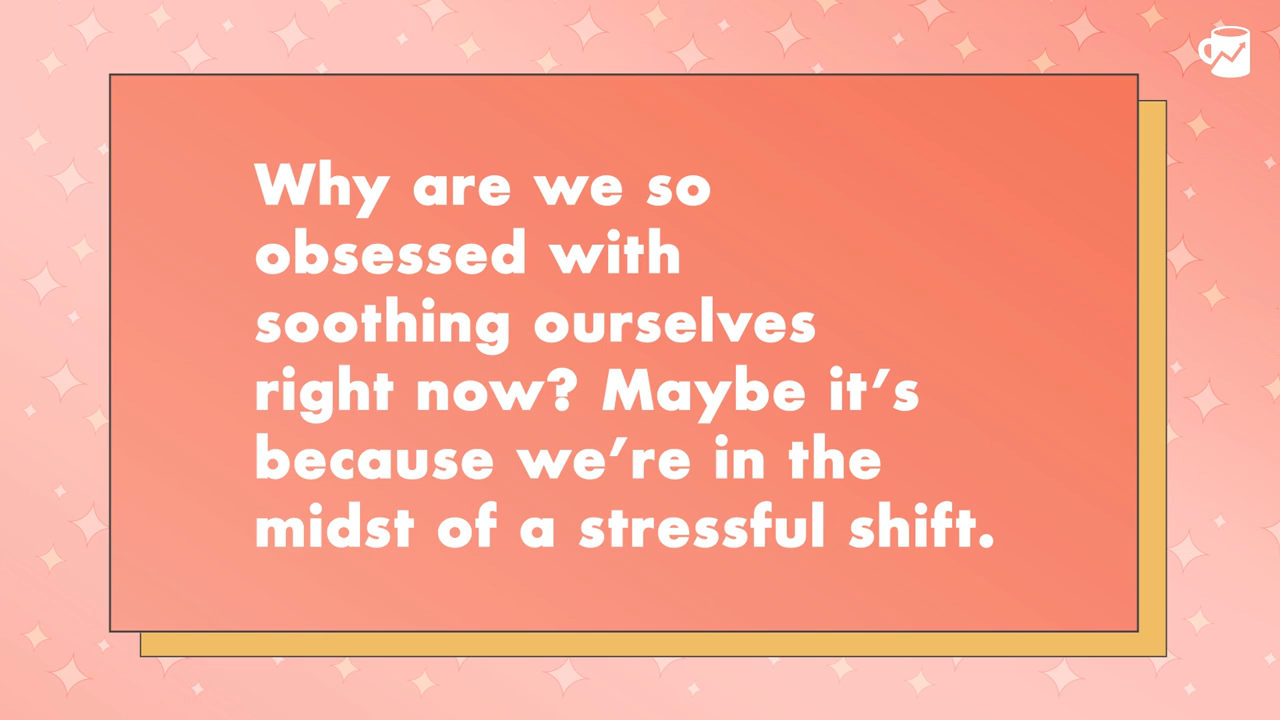 Why are we so
obsessed with
soothing ourselves
right now? Maybe it’s
because we’re in the
midst of a stressful shift.